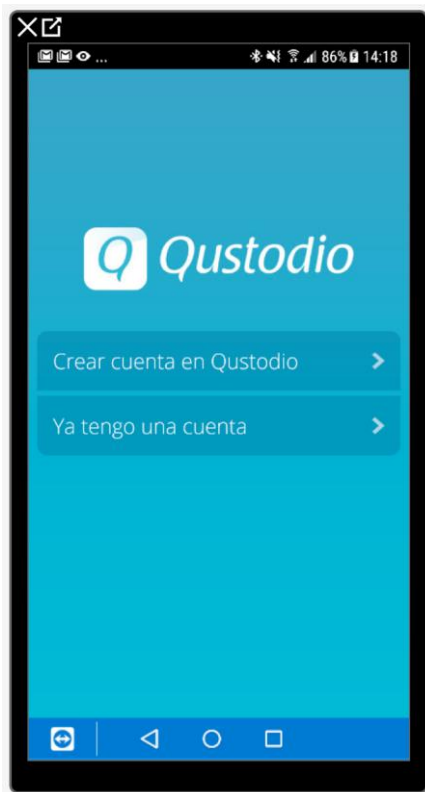 ... 86% 14:18
Q Qustodio
Crear cuenta en Qustodio
Ya tengo una cuenta